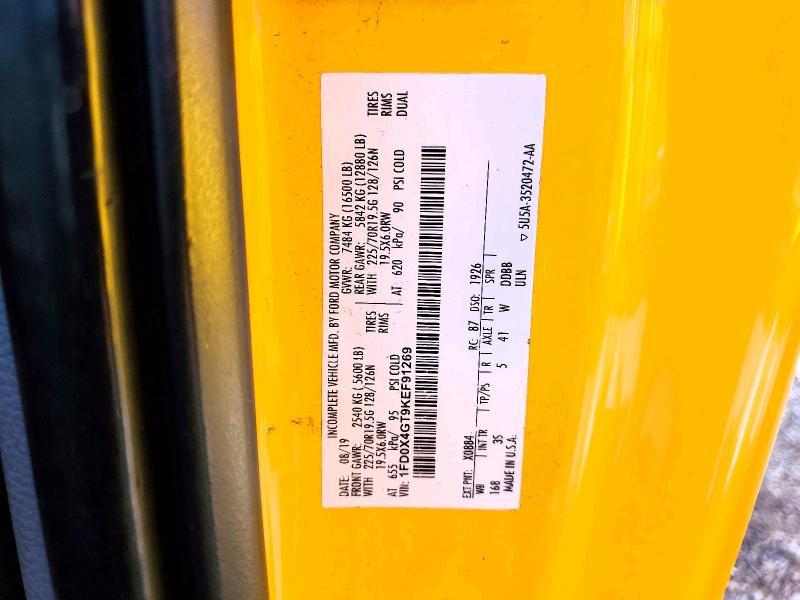 INCOMPLETE VEHICLE MFD. BY FORD MOTOR COMPANY
DATE: 08/19 GVWR: 7484 KG (16500 LB)
FRONT GAWR: 2540 KG (5600 LB) REAR GAWR: 5842 KG (12880 LB)
WITH 225/70R19.5G 128/126N TIRES WITH 225/70R19.5G 128/126N TIRES
19.5X6.0RW RIMS 19.5X6.0RW RIMS
AT 655 kPa/ 95 PSI COLD AT 620 kPa/ 90 PSI COLD DUAL
VIN: 1FD0X4GT9KEF91269
EXT PNT: X0884 RC: 87 DSO: 1926
WB INT TR TP/PS R AXLE TR SPR
168 3S 5 41 W DDBB
MADE IN U.S.A. ULN
▽ 5U5A-3520472-AA